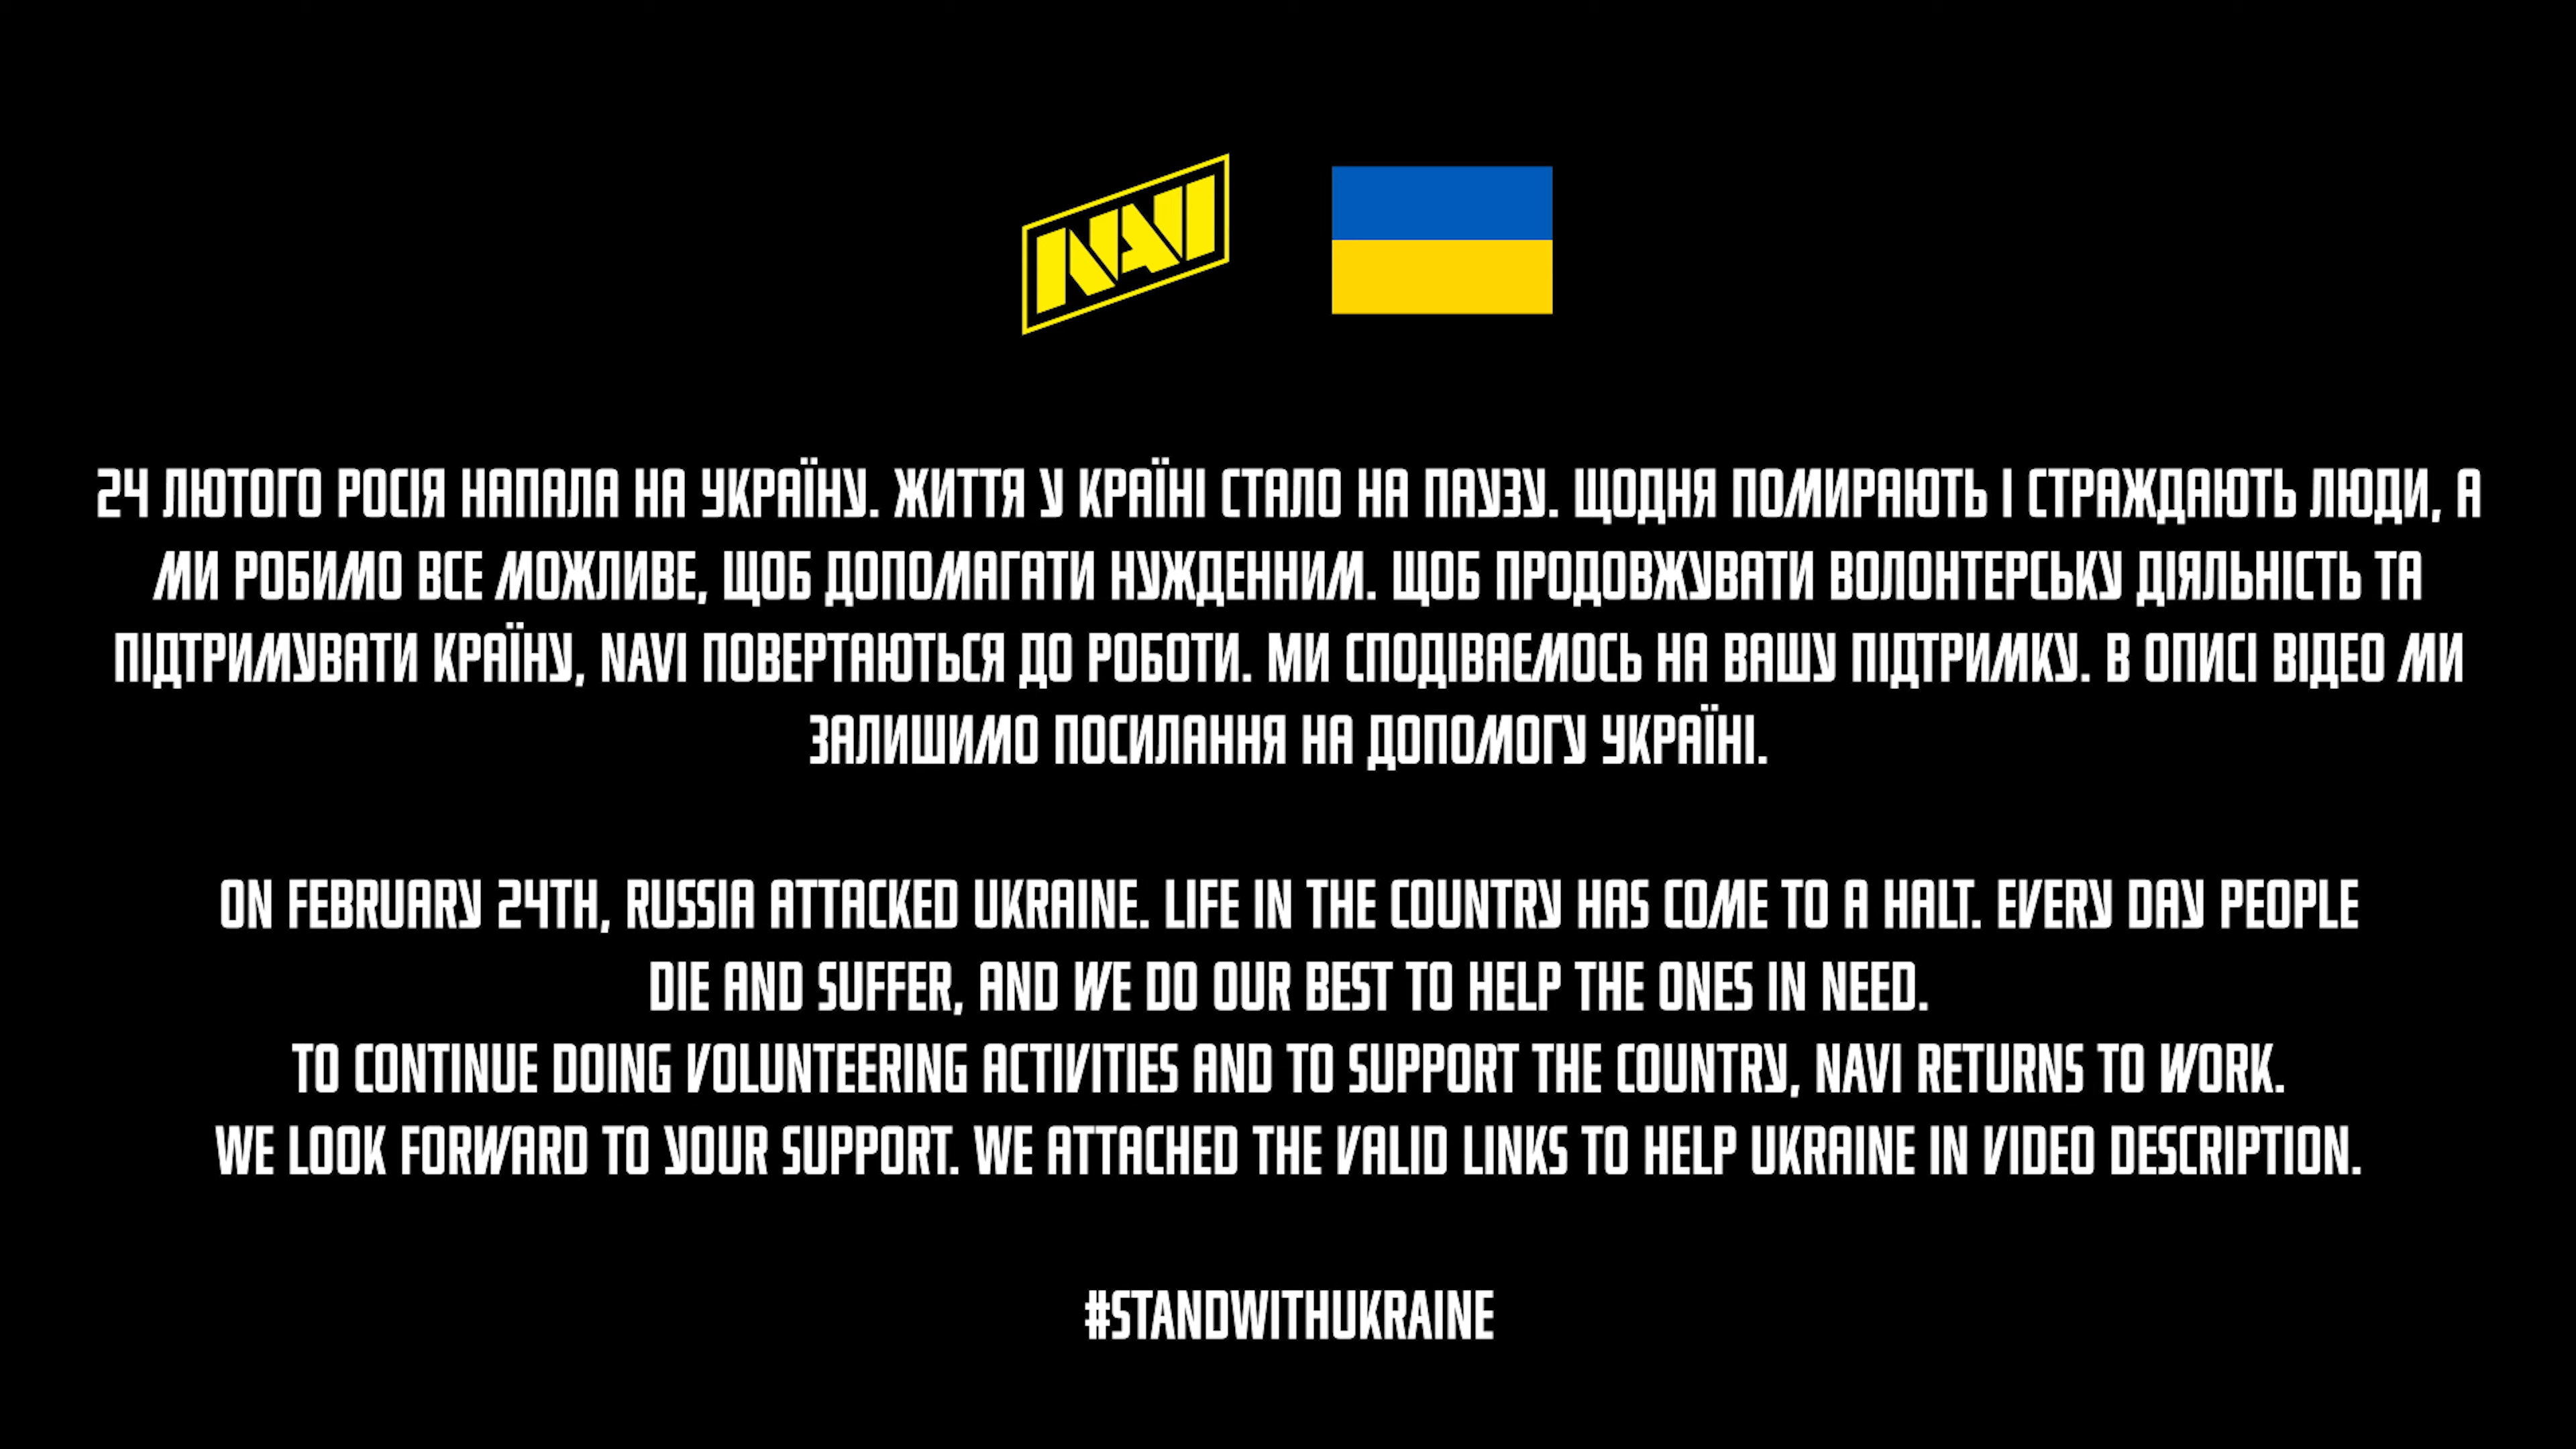 NAVI
24 ЛЮТОГО РОСІЯ НАПАЛА НА УКРАЇНУ. ЖИТТЯ У КРАЇНІ СТАЛО НА ПАУЗУ. ЩОДНЯ ПОМИРАЮТЬ І СТРАЖДАЮТЬ ЛЮДИ, А
МИ РОБИМО ВСЕ МОЖЛИВЕ, ЩОБ ДОПОМАГАТИ НУЖДЕННИМ. ЩОБ ПРОДОВЖУВАТИ ВОЛОНТЕРСЬКУ ДІЯЛЬНІСТЬ ТА
ПІДТРИМУВАТИ КРАЇНУ, NAVI ПОВЕРТАЮТЬСЯ ДО РОБОТИ. МИ СПОДІВАЄМОСЬ НА ВАШУ ПІДТРИМКУ. В ОПИСІ ВІДЕО МИ
ЗАЛИШИМО ПОСИЛАННЯ НА ДОПОМОГУ УКРАЇНІ.
ON FEBRUARY 24TH, RUSSIA ATTACKED UKRAINE. LIFE IN THE COUNTRY HAS COME TO A HALT. EVERY DAY PEOPLE
DIE AND SUFFER, AND WE DO OUR BEST TO HELP THE ONES IN NEED.
TO CONTINUE DOING VOLUNTEERING ACTIVITIES AND TO SUPPORT THE COUNTRY, NAVI RETURNS TO WORK.
WE LOOK FORWARD TO YOUR SUPPORT. WE ATTACHED THE VALID LINKS TO HELP UKRAINE IN VIDEO DESCRIPTION.
#STANDWITHUKRAINE